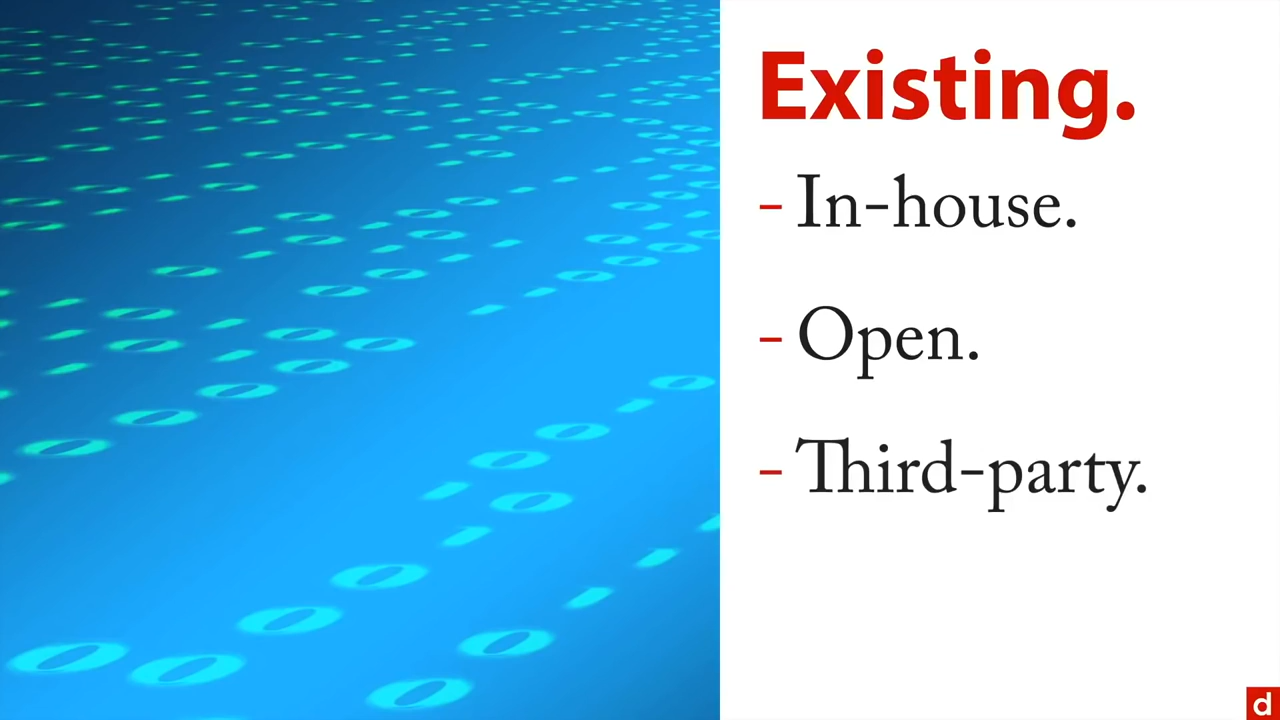 Existing.
- In-house.
- Open.
- Third-party.
d